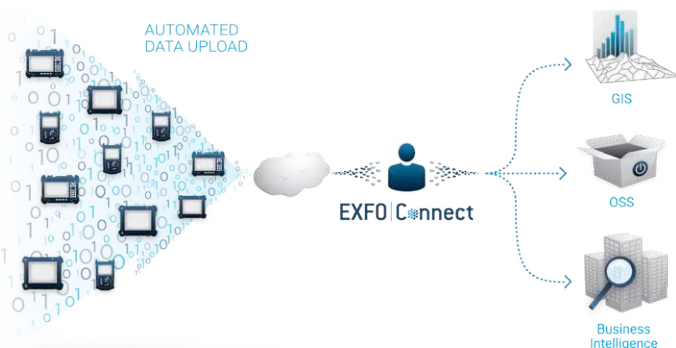 AUTOMATED
DATA UPLOAD
GIS
EXFO Connect
OSS
Business
Intelligence